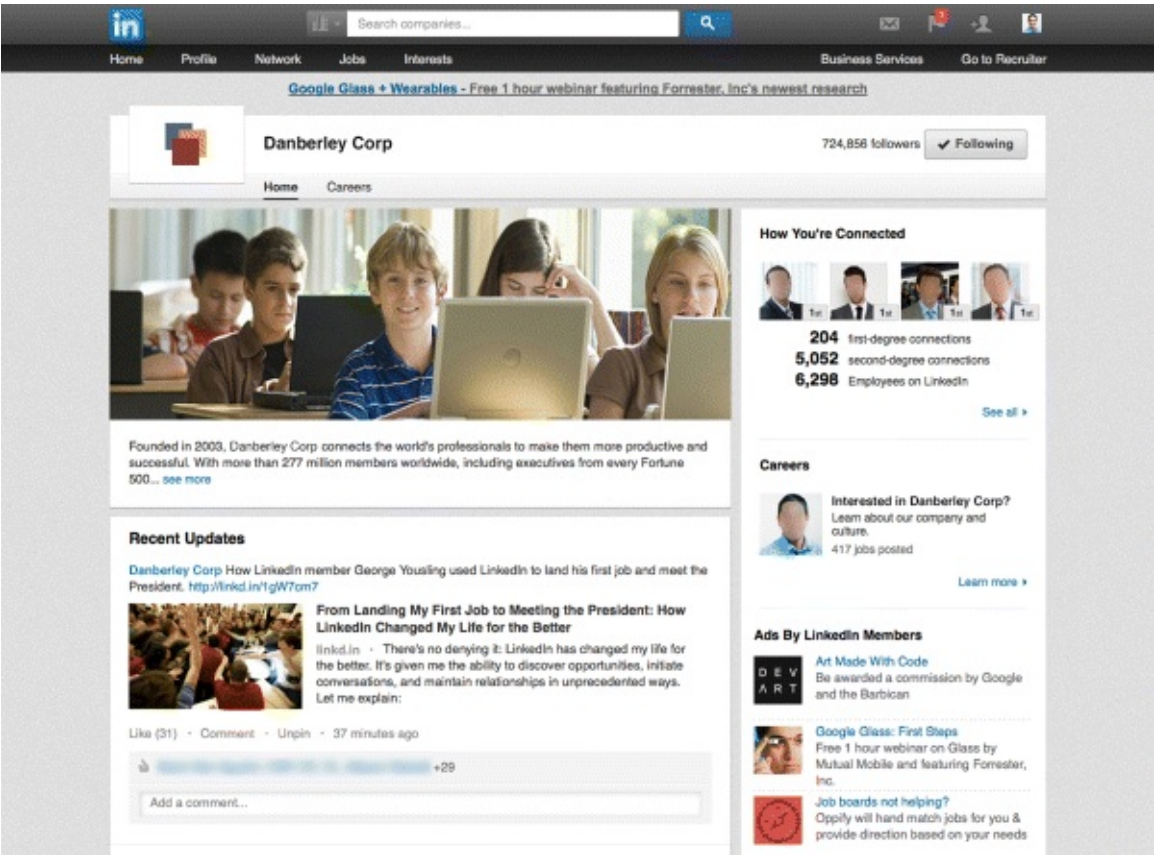 in
Search companies...
Home Profile Network Jobs Interests Business Services Go to Recruiter
Google Glass + Wearables - Free 1 hour webinar featuring Forrester, Inc's newest research
Danberley Corp
724,856 followers
Following
Home Careers
Founded in 2003, Danberley Corp connects the world's professionals to make them more productive and
successful. With more than 277 million members worldwide, including executives from every Fortune
500... see more
Recent Updates
Danberley Corp How LinkedIn member George Yousling used LinkedIn to land his first job and meet the
President. http://linkd.in/1gW7om7
From Landing My First Job to Meeting the President: How
LinkedIn Changed My Life for the Better
linkd.in · There's no denying it: LinkedIn has changed my life for
the better. It's given me the ability to discover opportunities, initiate
conversations, and maintain relationships in unprecedented ways.
Let me explain:
Like (31) · Comment · Unpin · 37 minutes ago
+29
Add a comment...
How You're Connected
1st 1st 1st 1st
204 first-degree connections
5,052 second-degree connections
6,298 Employees on LinkedIn
See all
Careers
Interested in Danberley Corp?
Learn about our company and
culture.
417 jobs posted
Learn more
Ads By LinkedIn Members
DEV
ART
Art Made With Code
Be awarded a commission by Google
and the Barbican
Google Glass: First Steps
Free 1 hour webinar on Glass by
Mutual Mobile and featuring Forrester,
Inc.
Job boards not helping?
Oppify will hand match jobs for you &
provide direction based on your needs